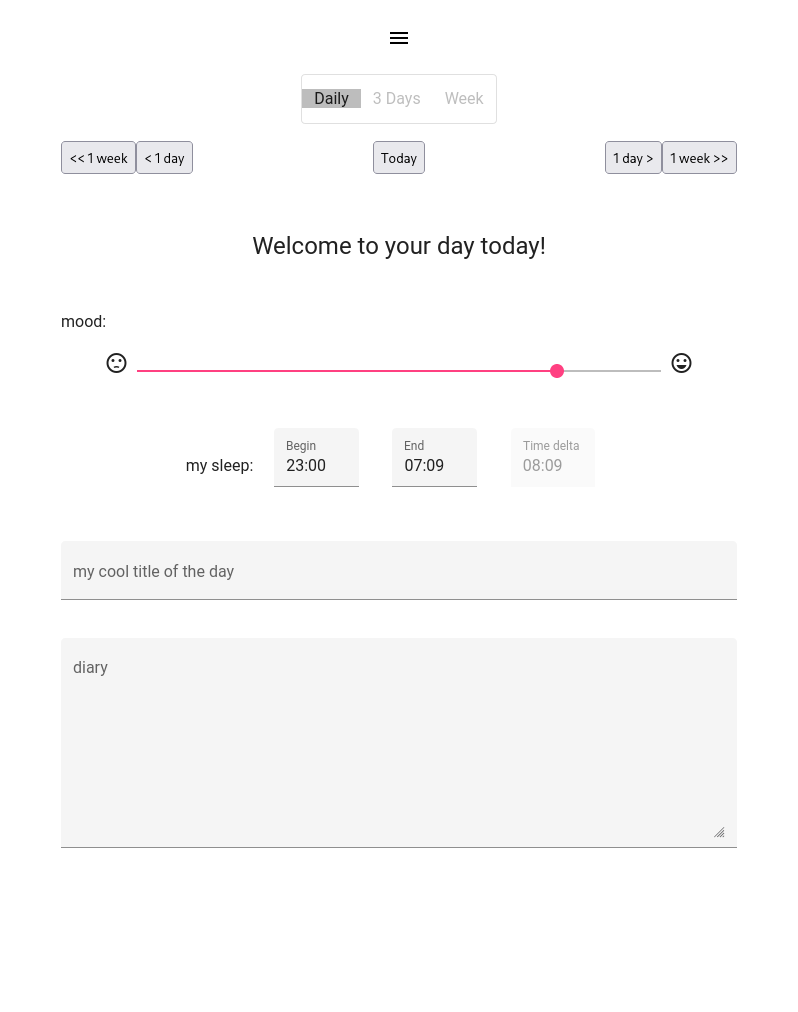 Daily 3 Days Week
<< 1 week < 1 day Today 1 day > 1 week >>
Welcome to your day today!
mood:
my sleep: Begin 23:00 End 07:09 Time delta 08:09
my cool title of the day
diary